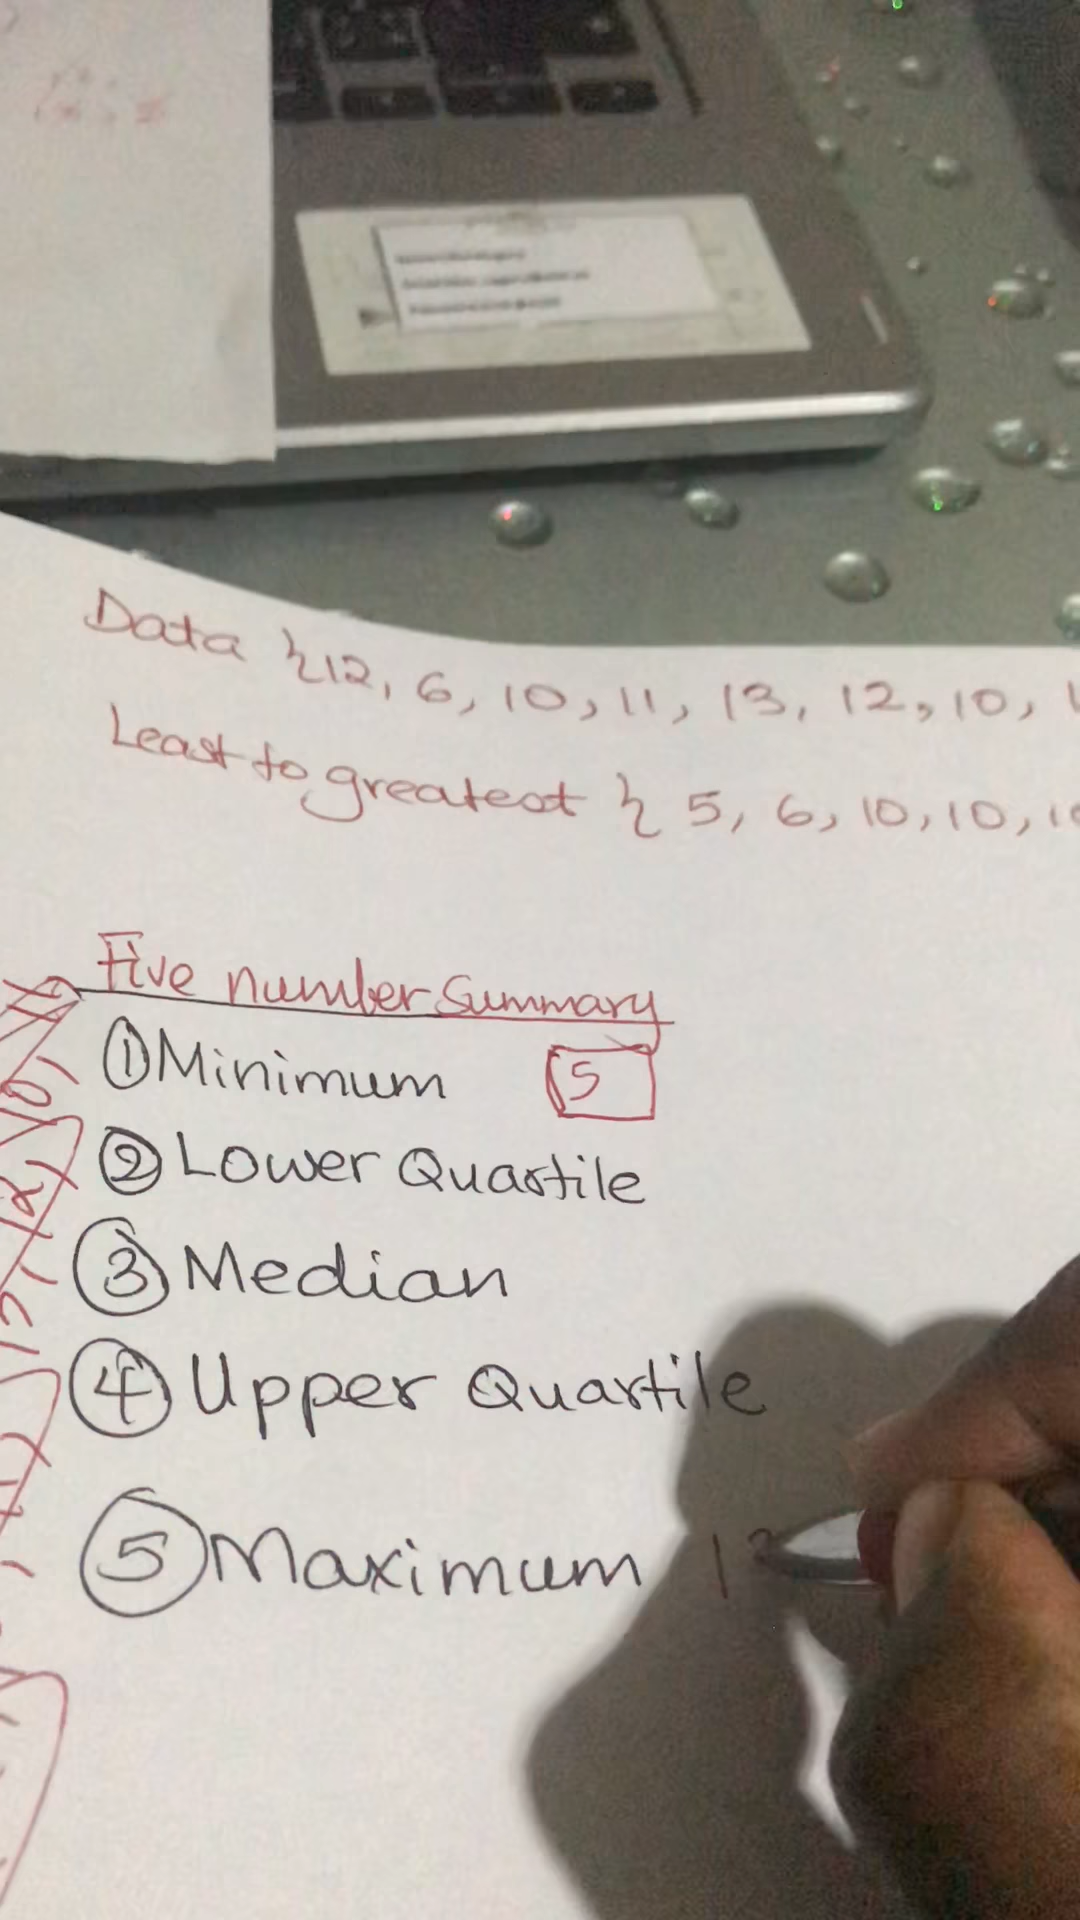 Data {12, 6, 10, 11, 13, 12, 10,
Least to greatest { 5, 6, 10, 10,
Five number Summary
① Minimum 5
② Lower Quartile
③ Median
④ Upper Quartile
⑤ Maximum 1